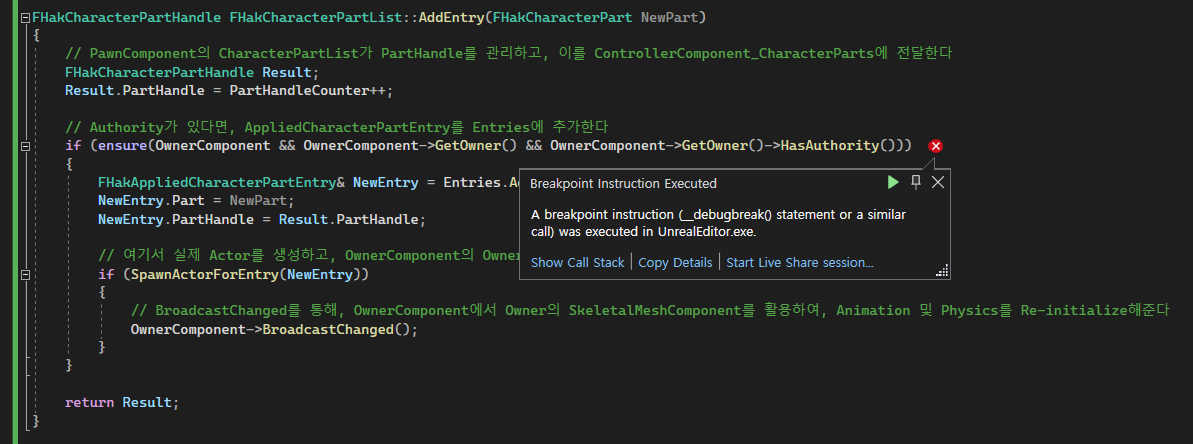 FHakCharacterPartHandle FHakCharacterPartList::AddEntry(FHakCharacterPart NewPart)
{
// PawnComponent의 CharacterPartList가 PartHandle를 관리하고, 이를 ControllerComponent_CharacterParts에 전달한다
FHakCharacterPartHandle Result;
Result.PartHandle = PartHandleCounter++;
// Authority가 있다면, AppliedCharacterPartEntry를 Entries에 추가한다
if (ensure(OwnerComponent && OwnerComponent->GetOwner() && OwnerComponent->GetOwner()->HasAuthority()))
{
FHakAppliedCharacterPartEntry& NewEntry = Entries.A
NewEntry.Part = NewPart;
NewEntry.PartHandle = Result.PartHandle;
// 여기서 실제 Actor를 생성하고, OwnerComponent의 Owne
if (SpawnActorForEntry(NewEntry))
{
// BroadcastChanged를 통해, OwnerComponent에서 Owner의 SkeletalMeshComponent를 활용하여, Animation 및 Physics를 Re-initialize해준다
OwnerComponent->BroadcastChanged();
}
}
return Result;
}
Breakpoint Instruction Executed
A breakpoint instruction (__debugbreak() statement or a similar
call) was executed in UnrealEditor.exe.
Show Call Stack | Copy Details | Start Live Share session...